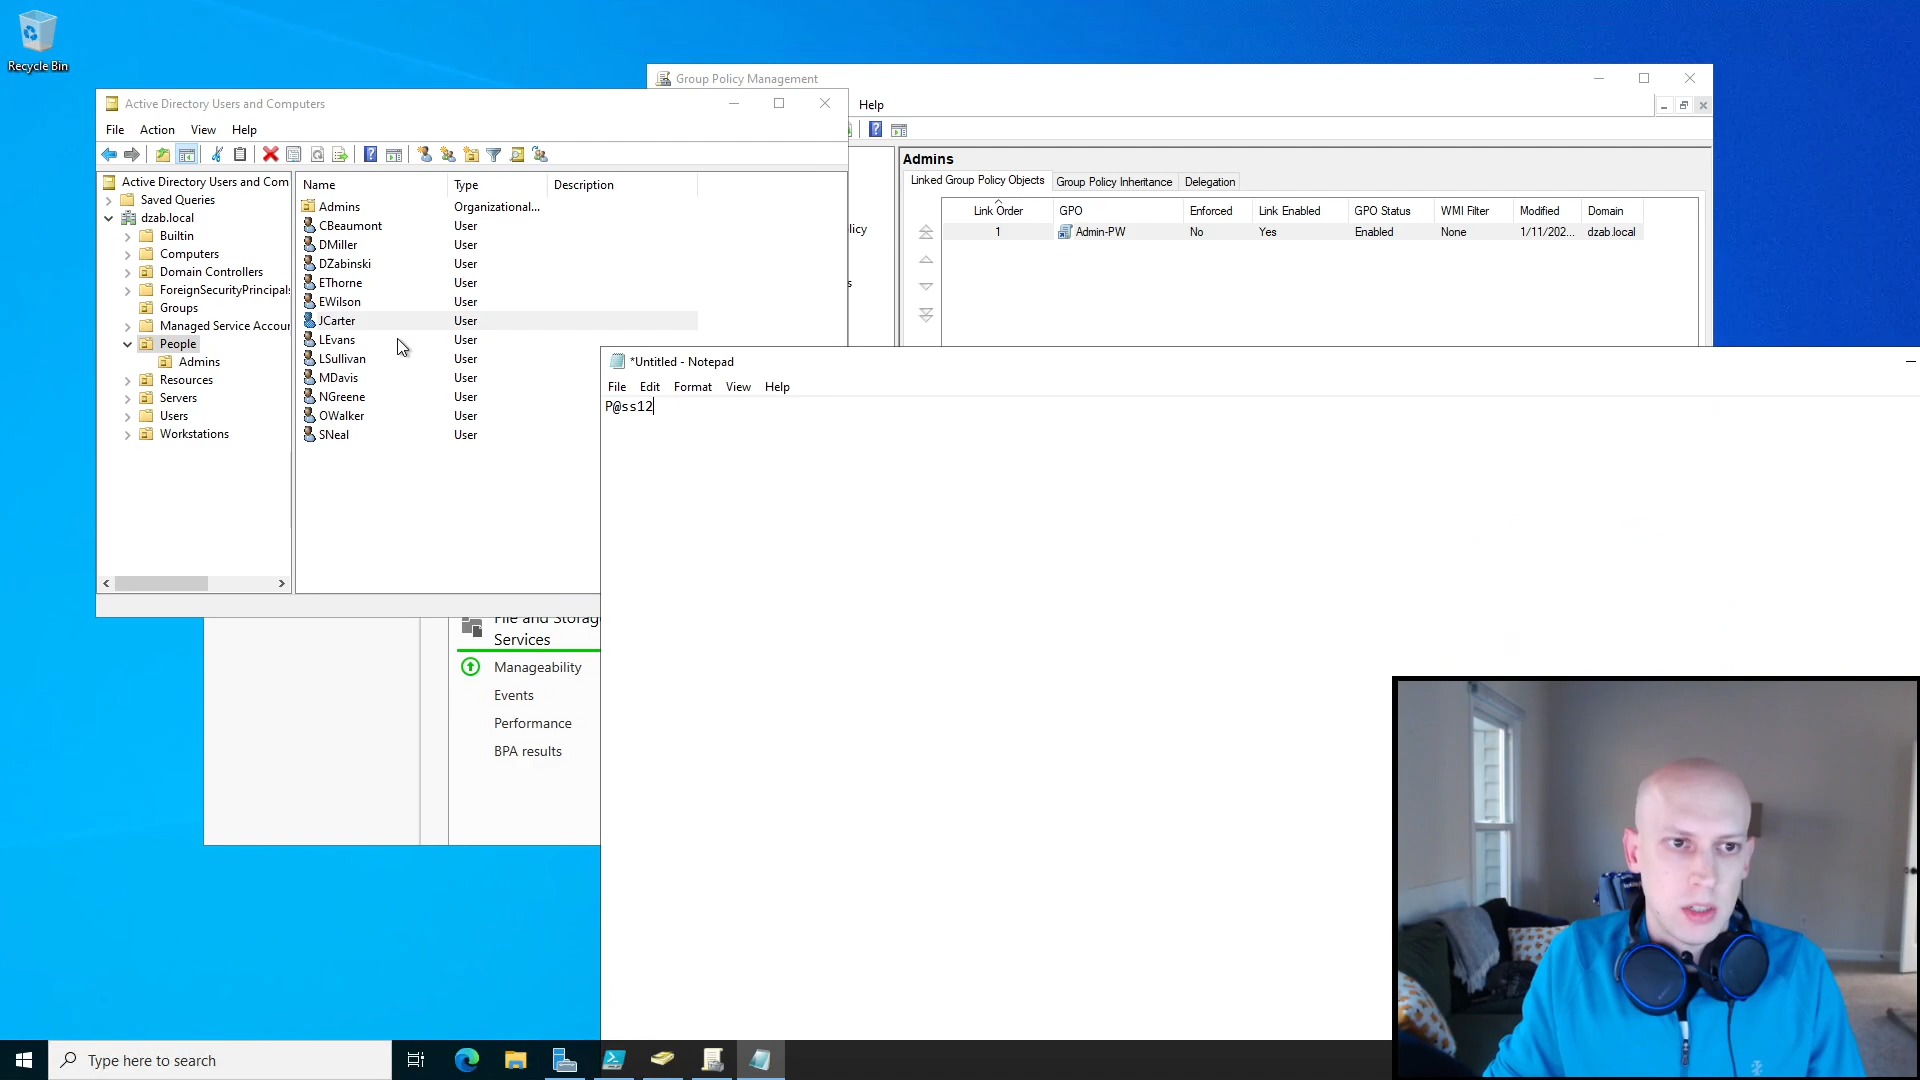 Recycle Bin
Group Policy Management
Help
Active Directory Users and Computers
File Action View Help
Active Directory Users and Com
Saved Queries
dzab.local
Builtin
Computers
Domain Controllers
ForeignSecurityPrincipals
Groups
Managed Service Accour
People
Admins
Resources
Servers
Users
Workstations
Name Type Description
Admins Organizational...
CBeaumont User
DMiller User
DZabinski User
EThorne User
EWilson User
JCarter User
LEvans User
LSullivan User
MDavis User
NGreene User
OWalker User
SNeal User
licy
s
Admins
Linked Group Policy Objects Group Policy Inheritance Delegation
Link Order GPO Enforced Link Enabled GPO Status WMI Filter Modified Domain
1 Admin-PW No Yes Enabled None 1/11/202... dzab.local
*Untitled - Notepad
File Edit Format View Help
P@ss12
File and Storag
Services
Manageability
Events
Performance
BPA results
Type here to search